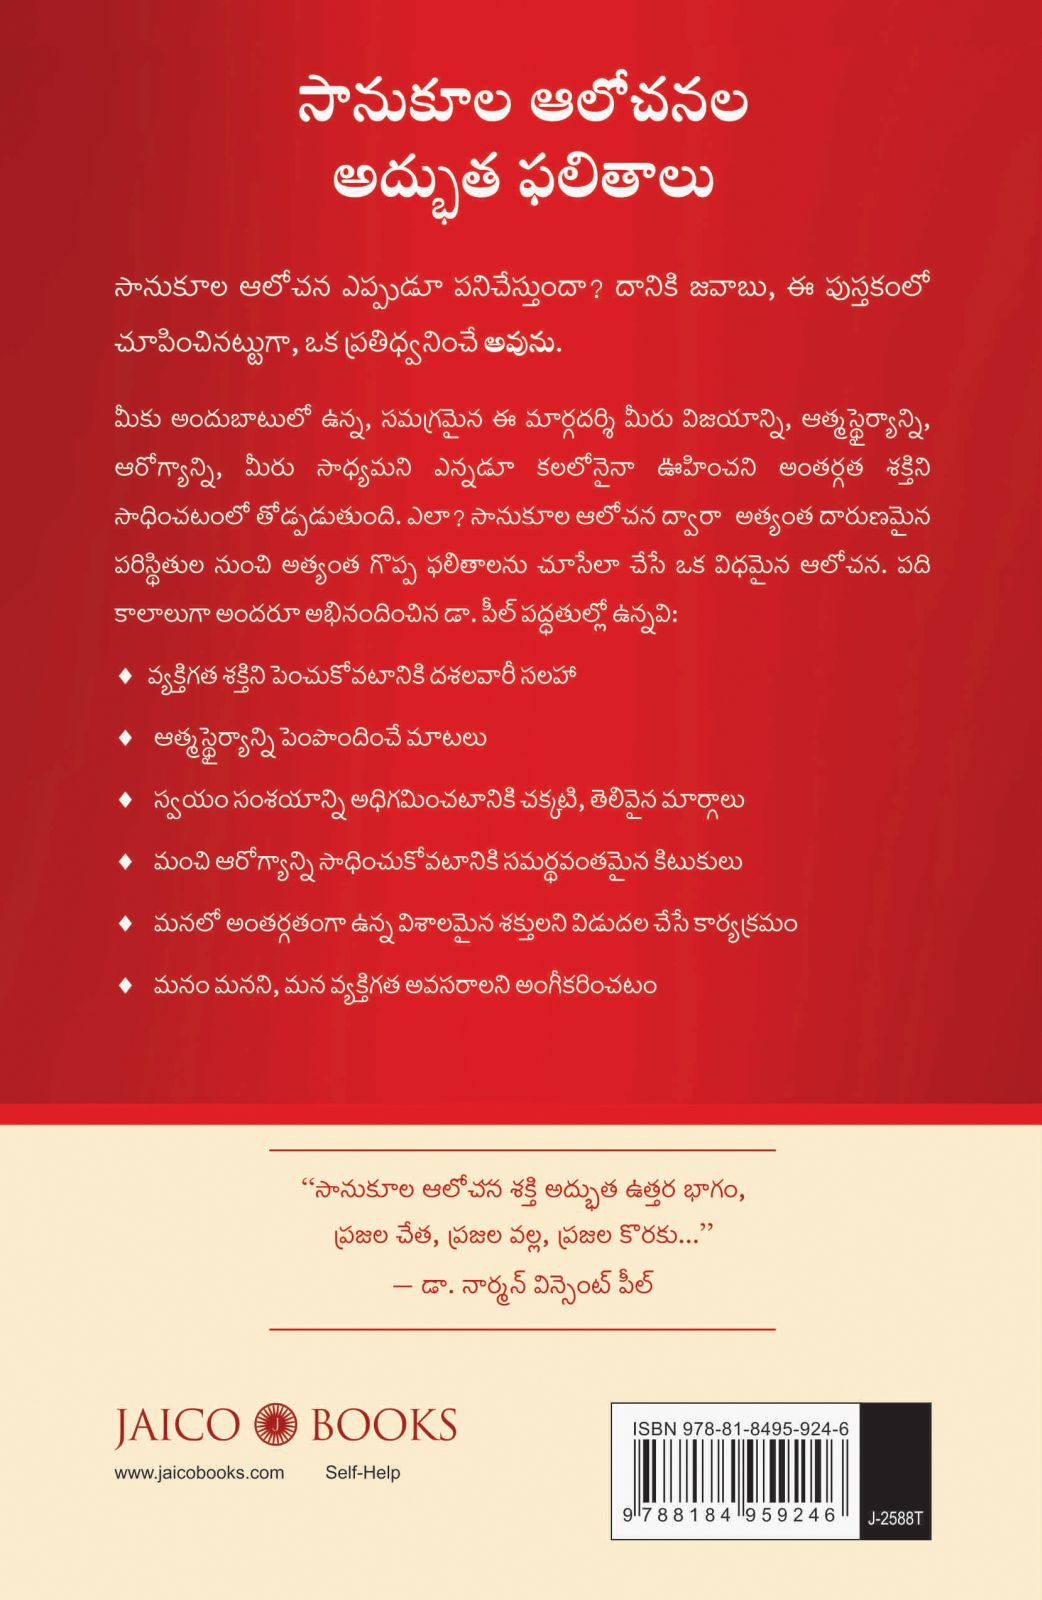 సానుకూల ఆలోచనల
అద్భుత ఫలితాలు
సానుకూల ఆలోచన ఎప్పుడూ పనిచేస్తుందా? దానికి జవాబు, ఈ పుస్తకంలో
చూపించినట్టుగా, ఒక ప్రతిధ్వనించే అవును.
మీకు అందుబాటులో ఉన్న, సమగ్రమైన ఈ మార్గదర్శి మీరు విజయాన్ని, ఆత్మస్థైర్యాన్ని,
ఆరోగ్యాన్ని, మీరు సాధ్యమని ఎన్నడూ కలలోనైనా ఊహించని అంతర్గత శక్తిని
సాధించటంలో తోడ్పడుతుంది. ఎలా? సానుకూల ఆలోచన ద్వారా అత్యంత దారుణమైన
పరిస్థితుల నుంచి అత్యంత గొప్ప ఫలితాలను చూసేలా చేసే ఒక విధమైన ఆలోచన. పది
కాలాలుగా అందరూ అభినందించిన డా. పీల్ పద్ధతుల్లో ఉన్నవి:
♦ వ్యక్తిగత శక్తిని పెంచుకోవటానికి దశలవారీ సలహా
♦ ఆత్మస్థైర్యాన్ని పెంపొందించే మాటలు
♦ స్వయం సంశయాన్ని అధిగమించటానికి చక్కటి, తెలివైన మార్గాలు
♦ మంచి ఆరోగ్యాన్ని సాధించుకోవటానికి సమర్థవంతమైన కిటుకులు
♦ మనలో అంతర్గతంగా ఉన్న విశాలమైన శక్తులని విడుదల చేసే కార్యక్రమం
♦ మనం మనని, మన వ్యక్తిగత అవసరాలని అంగీకరించటం
“సానుకూల ఆలోచన శక్తి అద్భుత ఉత్తర భాగం,
ప్రజల చేత, ప్రజల వల్ల, ప్రజల కొరకు...”
– డా. నార్మన్ విన్సెంట్ పీల్
JAICO J BOOKS
www.jaicobooks.com Self-Help
ISBN 978-81-8495-924-6
9 788184 959246
J-2588T